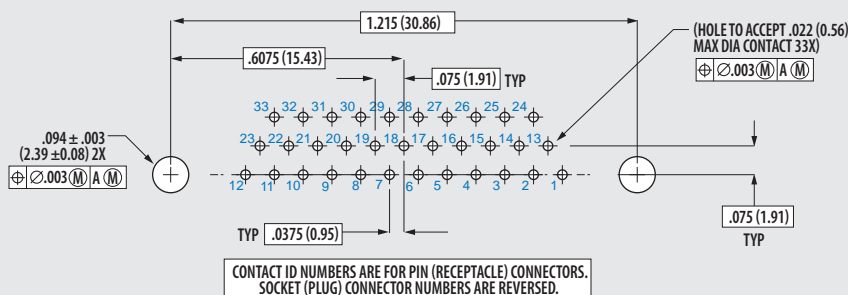 1.215 (30.86)
(HOLE TO ACCEPT .022 (0.56)
MAX DIA CONTACT 33X)
⌖ ∅.003 Ⓜ A Ⓜ
.6075 (15.43)
.075 (1.91) TYP
33 32 31 30 29 28 27 26 25 24
.094 ± .003
(2.39 ±0.08) 2X
⌖ ∅.003 Ⓜ A Ⓜ
23 22 21 20 19 18 17 16 15 14 13
12 11 10 9 8 7 6 5 4 3 2 1
.075 (1.91)
TYP
TYP .0375 (0.95)
CONTACT ID NUMBERS ARE FOR PIN (RECEPTACLE) CONNECTORS.
SOCKET (PLUG) CONNECTOR NUMBERS ARE REVERSED.